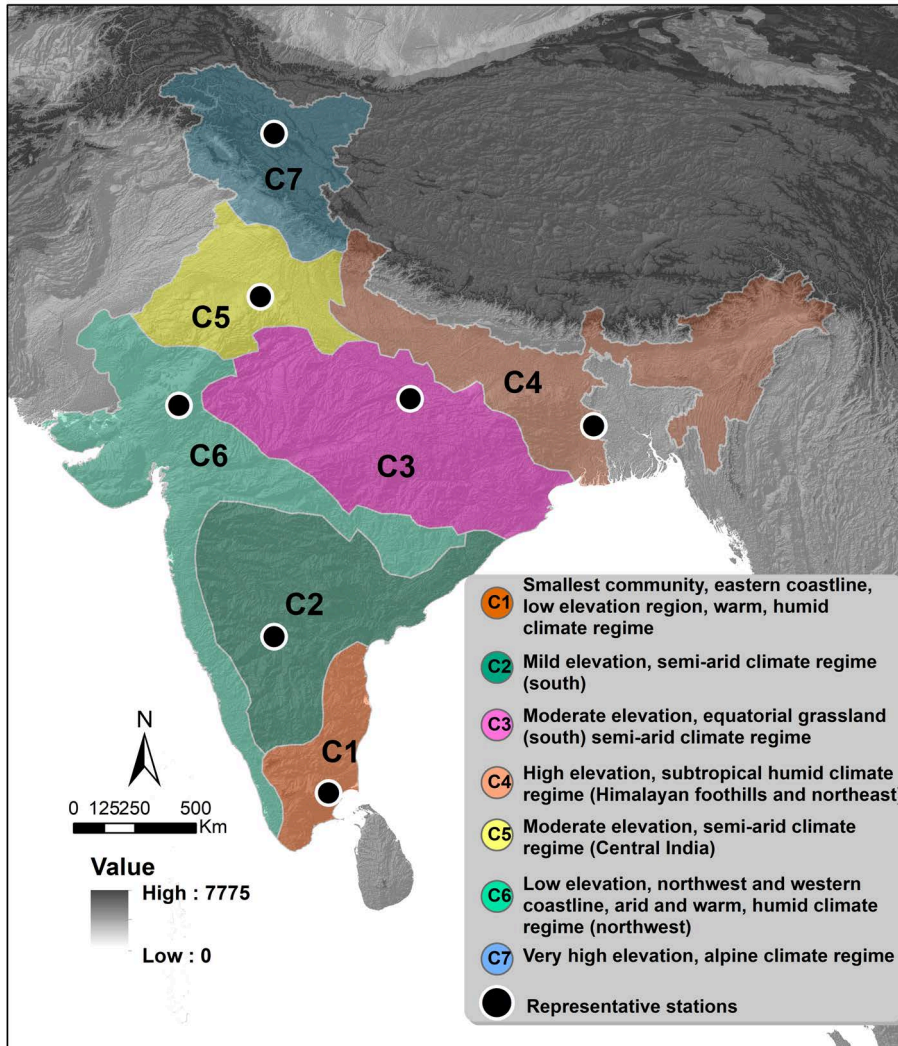 C7
C5
C4
C6
C3
C2
C1
N
0 125250 500
Km
Value
High : 7775
Low : 0
C1 Smallest community, eastern coastline,
low elevation region, warm, humid
climate regime
C2 Mild elevation, semi-arid climate regime
(south)
C3 Moderate elevation, equatorial grassland
(south) semi-arid climate regime
C4 High elevation, subtropical humid climate
regime (Himalayan foothills and northeast)
C5 Moderate elevation, semi-arid climate
regime (Central India)
C6 Low elevation, northwest and western
coastline, arid and warm, humid climate
regime (northwest)
C7 Very high elevation, alpine climate regime
Representative stations